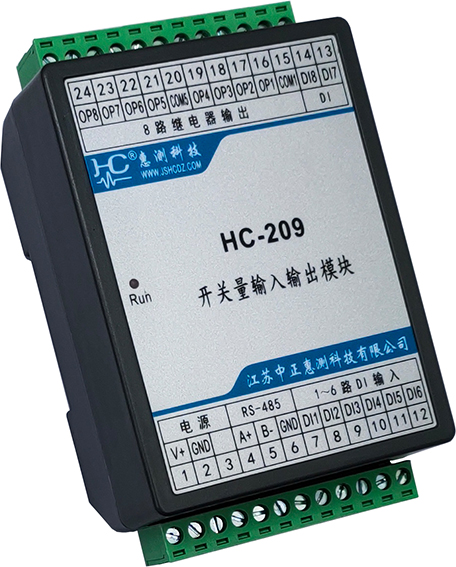 24 23 22 21 20 19 18 17 16 15 14 13
OP8 OP7 OP6 OP5 COM5 OP4 OP3 OP2 OP1 COM1 DI8 DI7
8路继电器输出 DI
HC® 惠测科技
WWW.JSHCDZ.COM
HC-209
Run
开关量输入输出模块
江苏中正惠测科技有限公司
电源 RS-485 1~6路DI输入
V+ GND A+ B- GND DI1 DI2 DI3 DI4 DI5 DI6
1 2 3 4 5 6 7 8 9 10 11 12